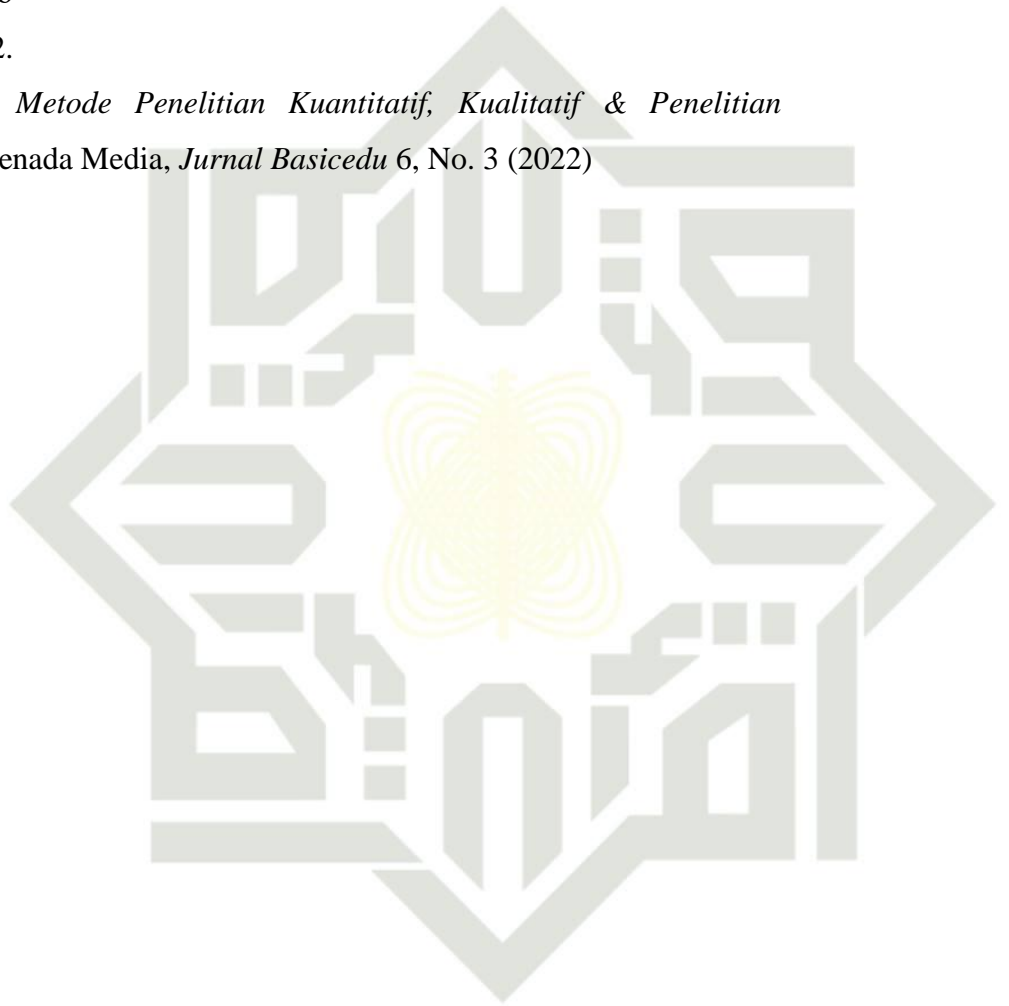 2.
Metode Penelitian Kuantitatif, Kualitatif & Penelitian
enada Media, Jurnal Basicedu 6, No. 3 (2022)